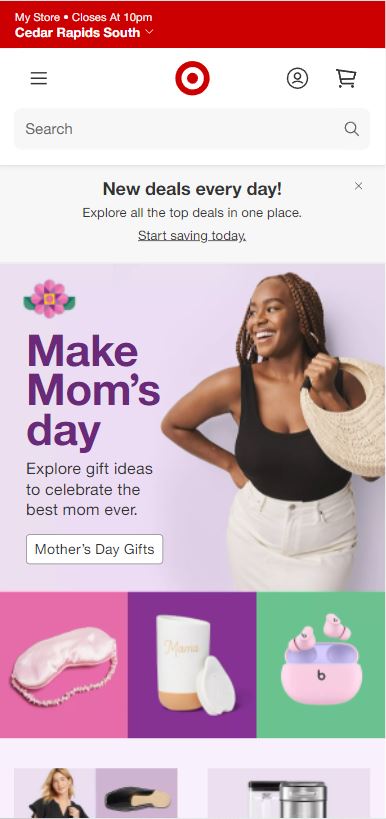 My Store • Closes At 10pm
Cedar Rapids South
Search
New deals every day!
Explore all the top deals in one place.
Start saving today.
Make
Mom's
day
Explore gift ideas
to celebrate the
best mom ever.
Mother's Day Gifts
Mama
b